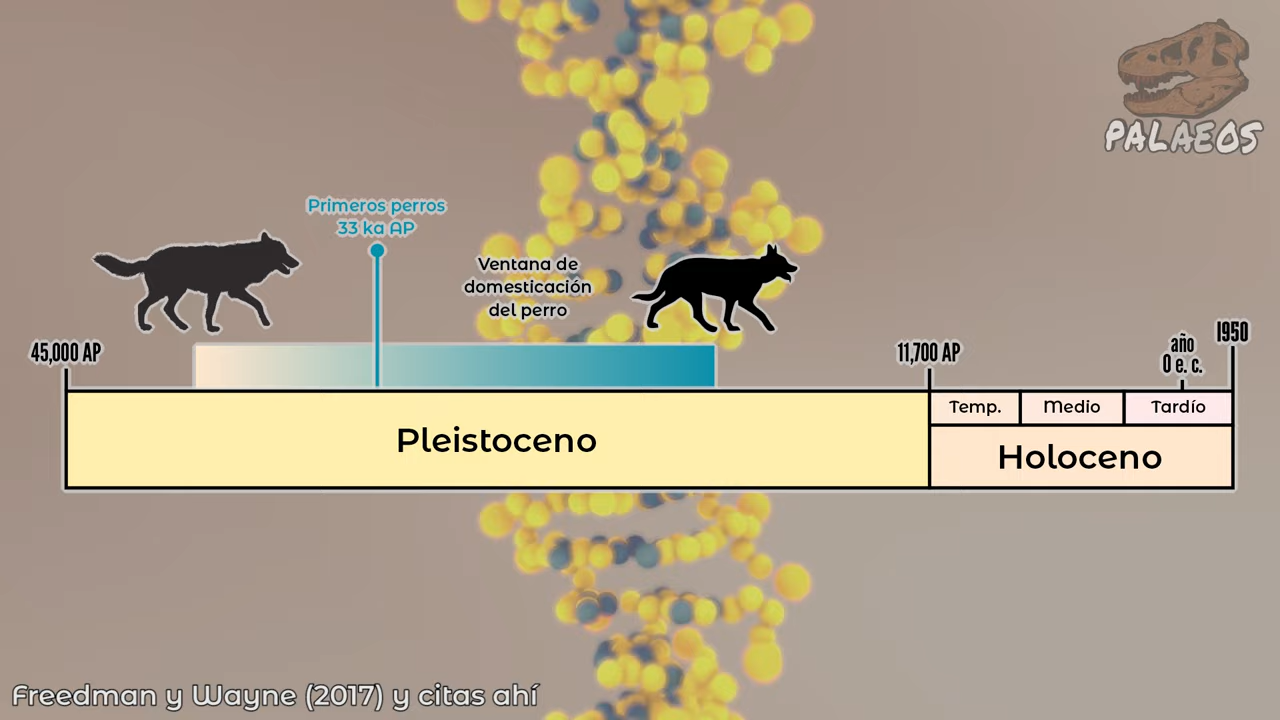 PALAEOS
Primeros perros
33 ka AP
Ventana de
domesticación
del perro
45,000 AP
11,700 AP
año
0 e. c.
1950
Temp.
Medio
Tardío
Pleistoceno
Holoceno
Freedman y Wayne (2017) y citas ahí